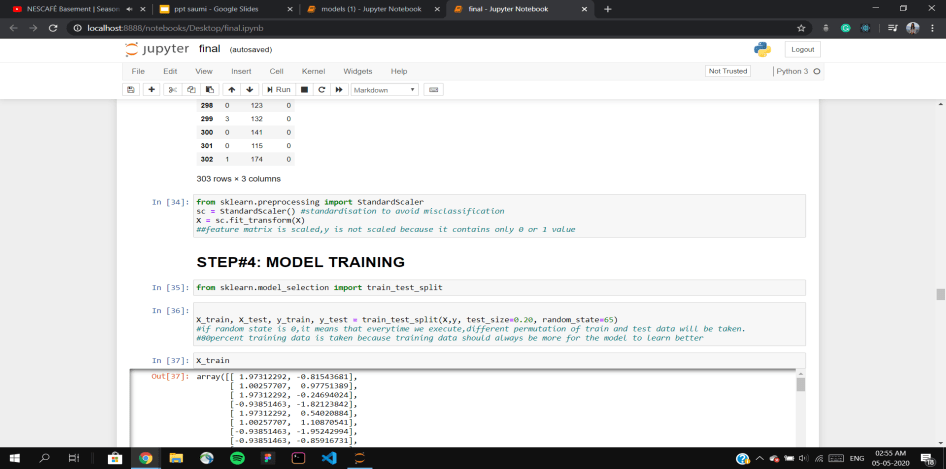 NESCAFÉ Basement | Season
ppt saumi - Google Slides
models (1) - Jupyter Notebook
final - Jupyter Notebook
localhost:8888/notebooks/Desktop/final.ipynb
jupyter final (autosaved)
Logout
File Edit View Insert Cell Kernel Widgets Help
Not Trusted
Python 3
Run
Markdown
298 0 123 0
299 3 132 0
300 0 141 0
301 0 115 0
302 1 174 0
303 rows × 3 columns
In [34]: from sklearn.preprocessing import StandardScaler
sc = StandardScaler() #standardisation to avoid misclassification
X = sc.fit_transform(X)
##feature matrix is scaled,y is not scaled because it contains only 0 or 1 value
STEP#4: MODEL TRAINING
In [35]: from sklearn.model_selection import train_test_split
In [36]:
X_train, X_test, y_train, y_test = train_test_split(X,y, test_size=0.20, random_state=65)
#if random state is 0,it means that everytime we execute,different permutation of train and test data will be taken.
#80percent training data is taken because training data should always be more for the model to learn better
In [37]: X_train
Out[37]: array([[ 1.97312292, -0.81543681],
[ 1.00257707, 0.97751389],
[ 1.97312292, -0.24694024],
[-0.93851463, -1.82123842],
[ 1.97312292, 0.54020884],
[ 1.00257707, 1.10870541],
[-0.93851463, -1.95242994],
[-0.93851463, -0.85916731],
ENG
02:55 AM
05-05-2020
18